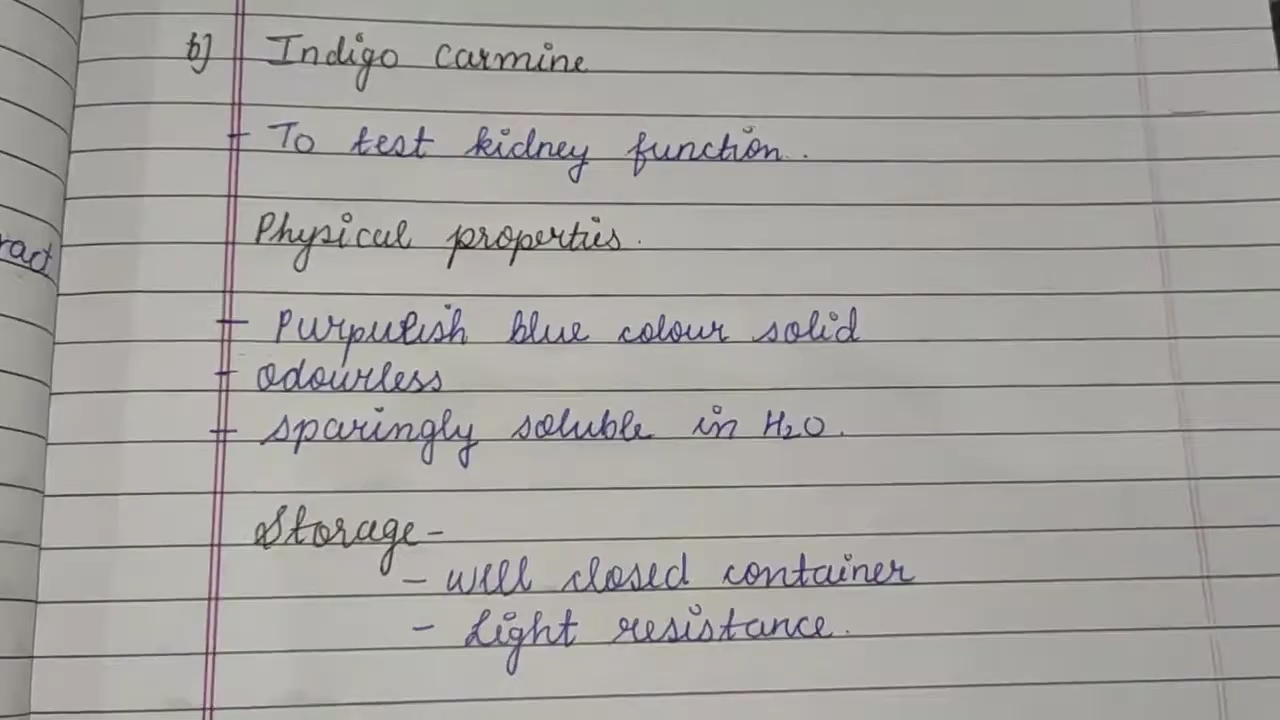 b] Indigo carmine
- To test kidney function.
Physical properties.
ract
- Purpulish blue colour solid
- odourless
- sparingly soluble in H₂O.
Storage -
- well closed container
- Light resistance.